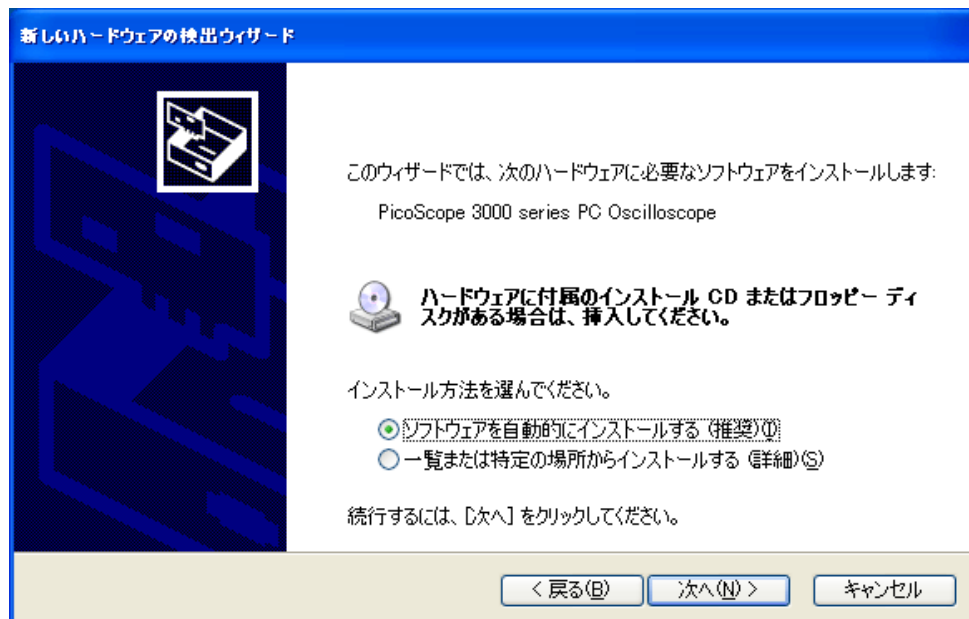 新しいハードウェアの検出ウィザード
このウィザードでは、次のハードウェアに必要なソフトウェアをインストールします:
PicoScope 3000 series PC Oscilloscope
ハードウェアに付属のインストール CD またはフロッピー ディ
スクがある場合は、挿入してください。
インストール方法を選んでください。
ソフトウェアを自動的にインストールする (推奨)(I)
一覧または特定の場所からインストールする (詳細)(S)
続行するには、[次へ] をクリックしてください。
< 戻る(B)
次へ(N) >
キャンセル